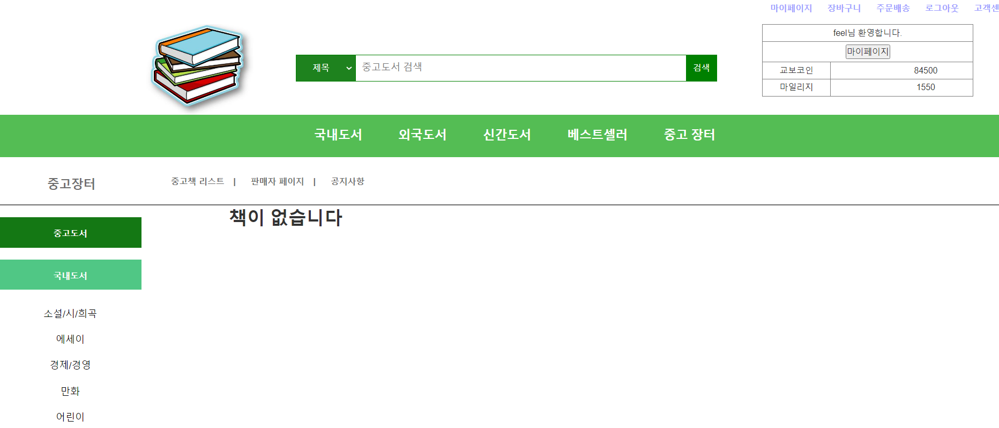 마이페이지 장바구니 주문배송 로그아웃 고객센
feel님 환영합니다.
마이페이지
교보코인 84500
마일리지 1550
제목 중고도서 검색 검색
국내도서 외국도서 신간도서 베스트셀러 중고 장터
중고장터 중고책 리스트 | 판매자 페이지 | 공지사항
책이 없습니다
중고도서
국내도서
소설/시/희곡
에세이
경제/경영
만화
어린이